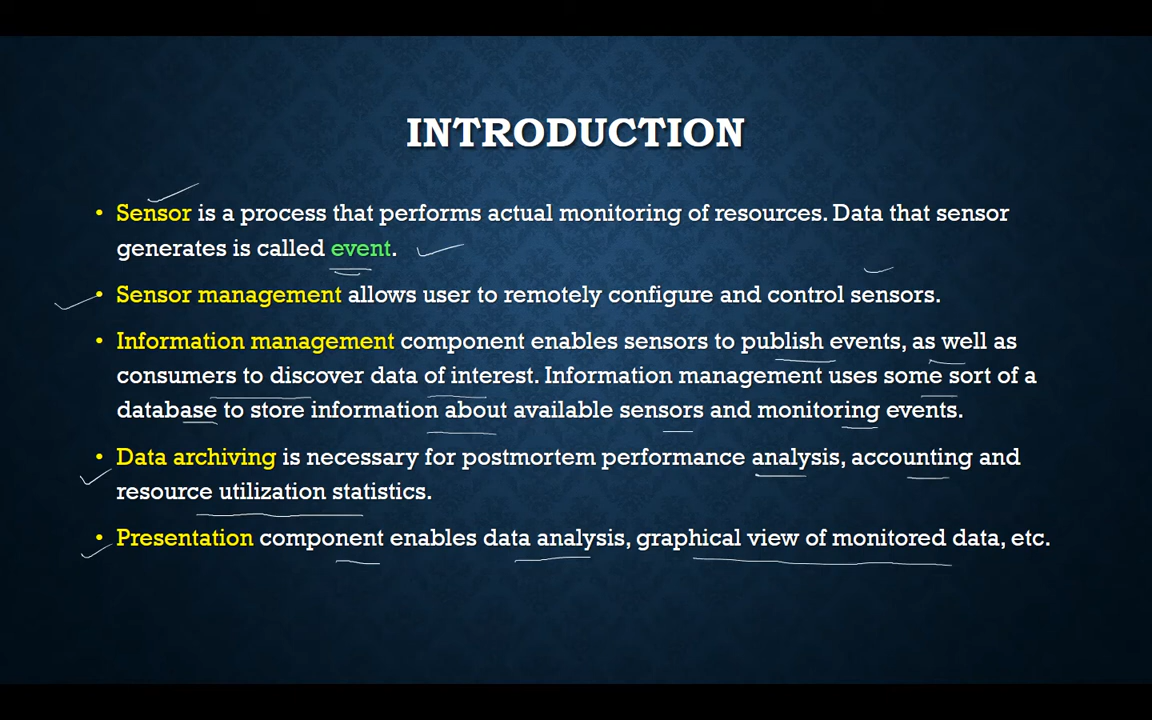 INTRODUCTION
• Sensor is a process that performs actual monitoring of resources. Data that sensor
generates is called event.
• Sensor management allows user to remotely configure and control sensors.
• Information management component enables sensors to publish events, as well as
consumers to discover data of interest. Information management uses some sort of a
database to store information about available sensors and monitoring events.
• Data archiving is necessary for postmortem performance analysis, accounting and
resource utilization statistics.
• Presentation component enables data analysis, graphical view of monitored data, etc.